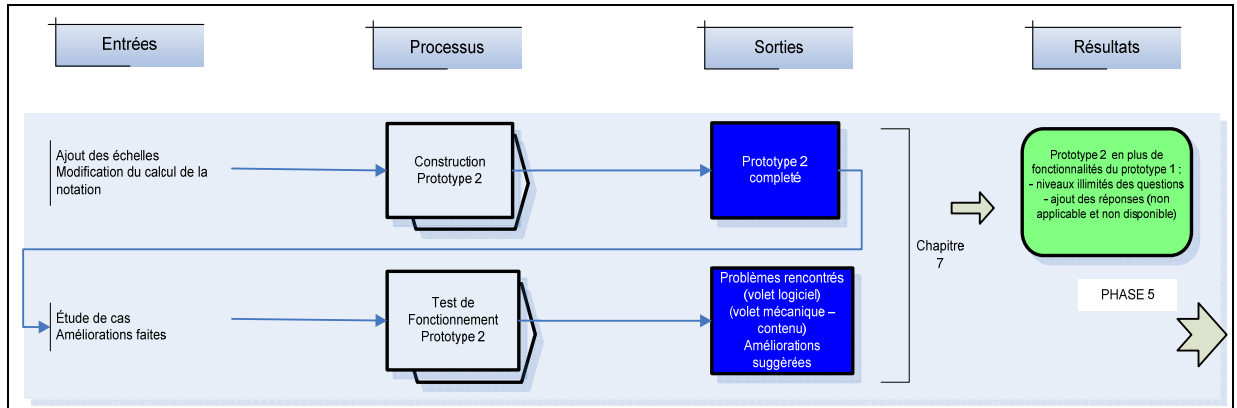 Entrées
Processus
Sorties
Résultats
Ajout des échelles
Modification du calcul de la
notation
Construction
Prototype 2
Prototype 2
completé
Chapitre
7
Prototype 2 en plus de
fonctionnalités du prototype 1 :
- niveaux illimités des questions
- ajout des réponses (non
applicable et non disponible)
Étude de cas
Améliorations faites
Test de
Fonctionnement
Prototype 2
Problèmes rencontrés
(volet logiciel)
(volet mécanique –
contenu)
Améliorations
suggèrées
PHASE 5